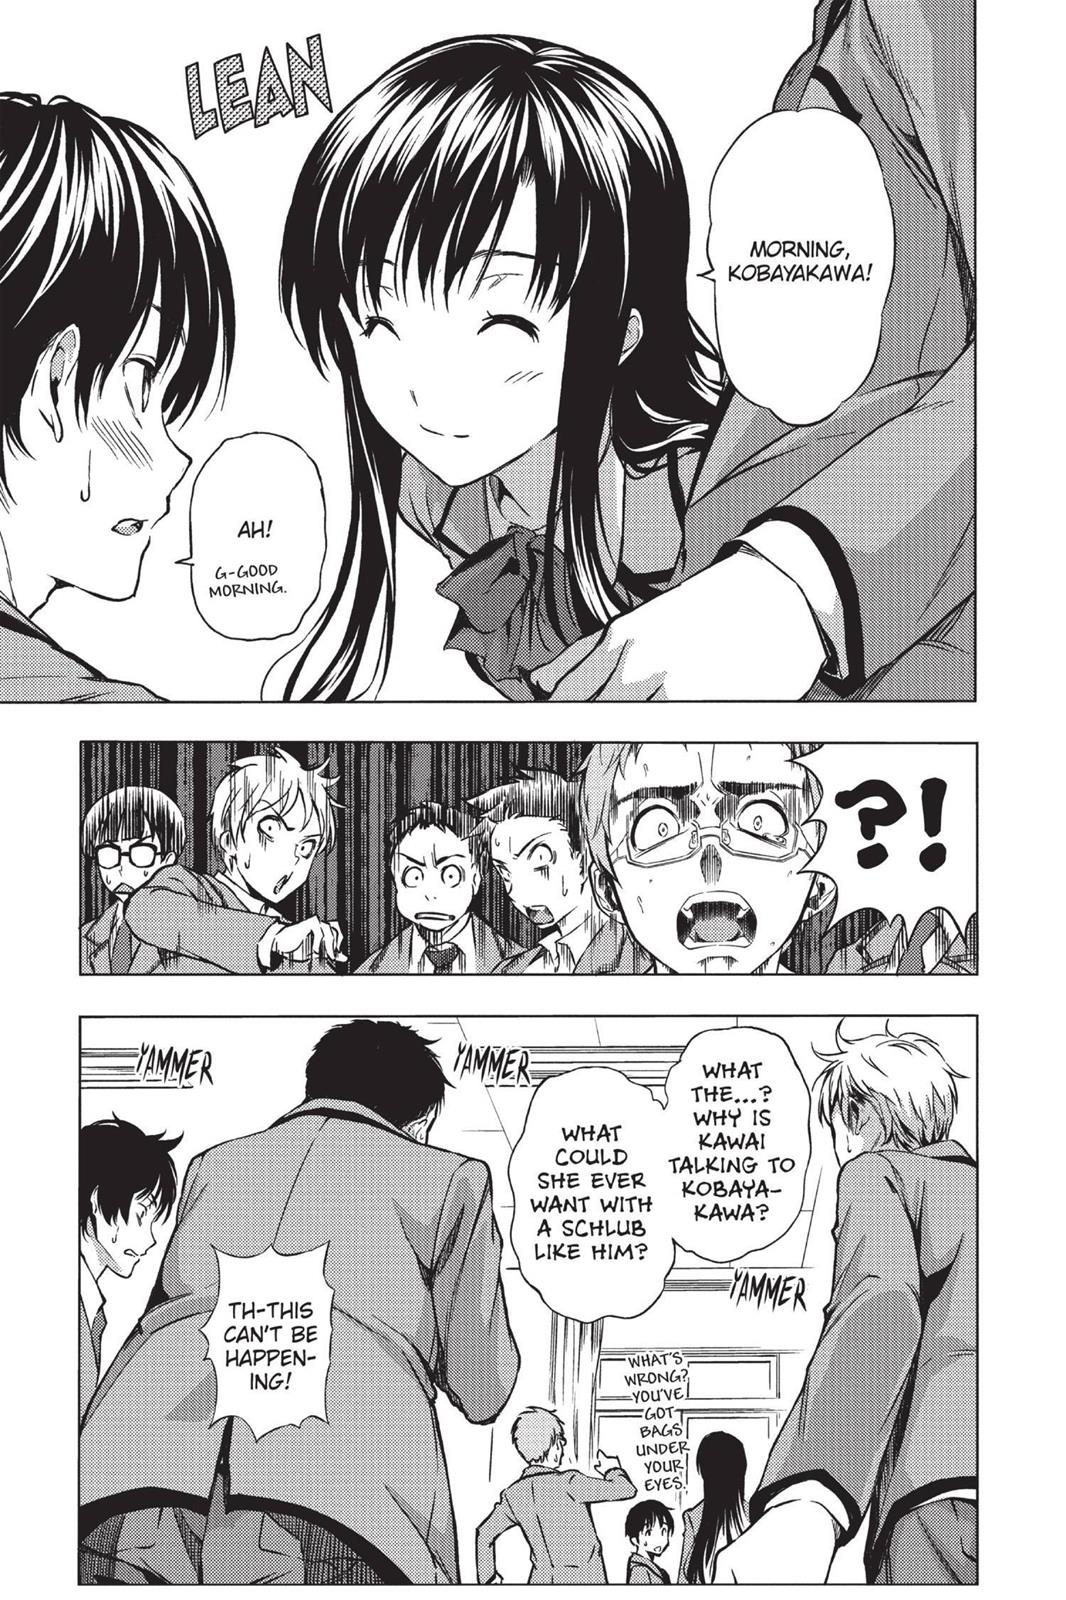 LEAN
MORNING,
KOBAYAKAWA!
AH!
G-GOOD
MORNING.
?!
YAMMER
YAMMER
WHAT
THE...?
WHY IS
KAWAI
TALKING TO
KOBAYA-
KAWA?
WHAT
COULD
SHE EVER
WANT WITH
A SCHLUB
LIKE HIM?
YAMMER
TH-THIS
CAN'T BE
HAPPEN-
ING!
WHAT'S
WRONG?
YOU'VE
GOT
BAGS
UNDER
YOUR
EYES.